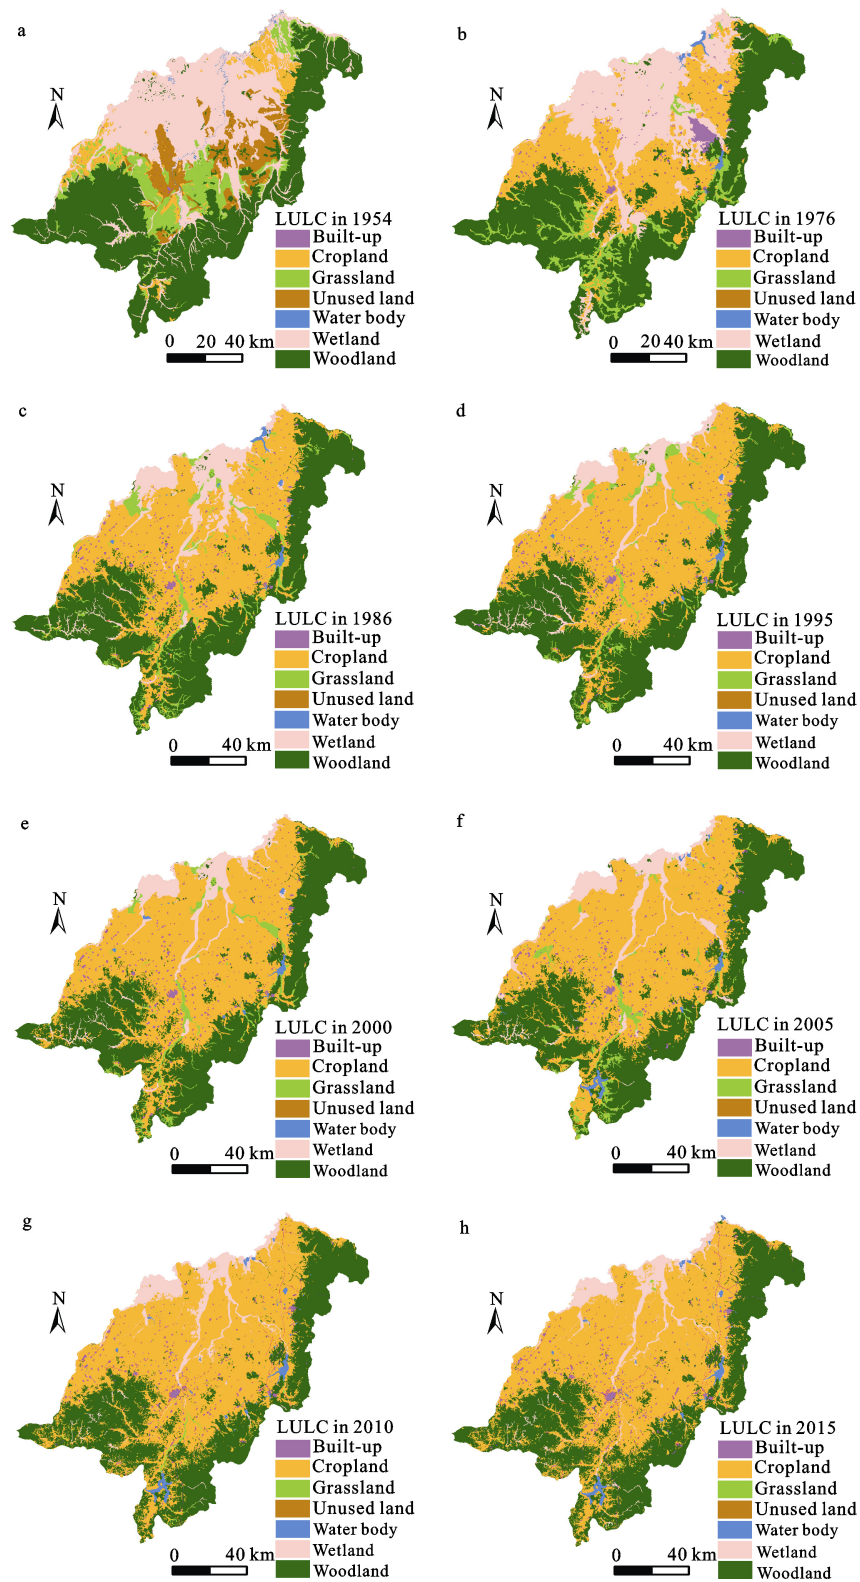 a
N
LULC in 1954
Built-up
Cropland
Grassland
Unused land
Water body
Wetland
Woodland
0 20 40 km
b
N
LULC in 1976
Built-up
Cropland
Grassland
Unused land
Water body
Wetland
Woodland
0 20 40 km
c
N
LULC in 1986
Built-up
Cropland
Grassland
Unused land
Water body
Wetland
Woodland
0 40 km
d
N
LULC in 1995
Built-up
Cropland
Grassland
Unused land
Water body
Wetland
Woodland
0 40 km
e
N
LULC in 2000
Built-up
Cropland
Grassland
Unused land
Water body
Wetland
Woodland
0 40 km
f
N
LULC in 2005
Built-up
Cropland
Grassland
Unused land
Water body
Wetland
Woodland
0 40 km
g
N
LULC in 2010
Built-up
Cropland
Grassland
Unused land
Water body
Wetland
Woodland
0 40 km
h
N
LULC in 2015
Built-up
Cropland
Grassland
Unused land
Water body
Wetland
Woodland
0 40 km